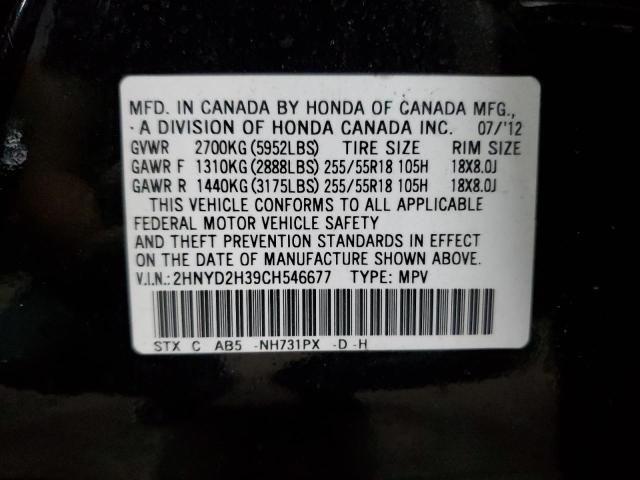 MFD. IN CANADA BY HONDA OF CANADA MFG.,
A DIVISION OF HONDA CANADA INC. 07/'12
GVWR 2700KG (5952LBS) TIRE SIZE RIM SIZE
GAWR F 1310KG (2888LBS) 255/55R18 105H 18X8.0J
GAWR R 1440KG (3175LBS) 255/55R18 105H 18X8.0J
THIS VEHICLE CONFORMS TO ALL APPLICABLE
FEDERAL MOTOR VEHICLE SAFETY
AND THEFT PREVENTION STANDARDS IN EFFECT
ON THE DATE OF MANUFACTURE SHOWN ABOVE.
V.I.N.: 2HNYD2H39CH546677 TYPE: MPV
STX C AB5 -NH731PX -D -H